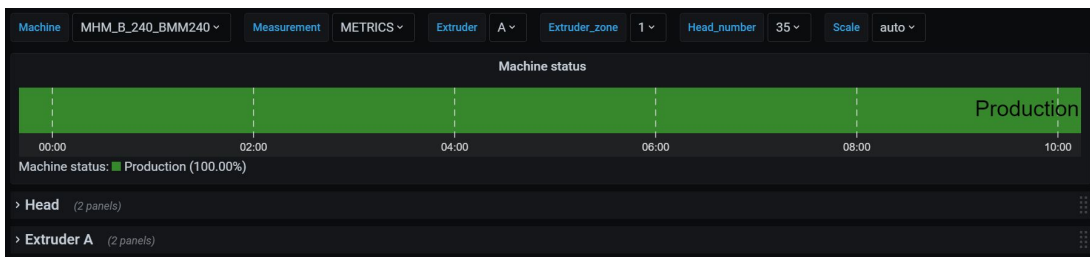 Machine MHM_B_240_BMM240 Measurement METRICS Extruder A Extruder_zone 1 Head_number 35 Scale auto
Machine status
Production
00:00 02:00 04:00 06:00 08:00 10:00
Machine status: Production (100.00%)
Head (2 panels)
Extruder A (2 panels)